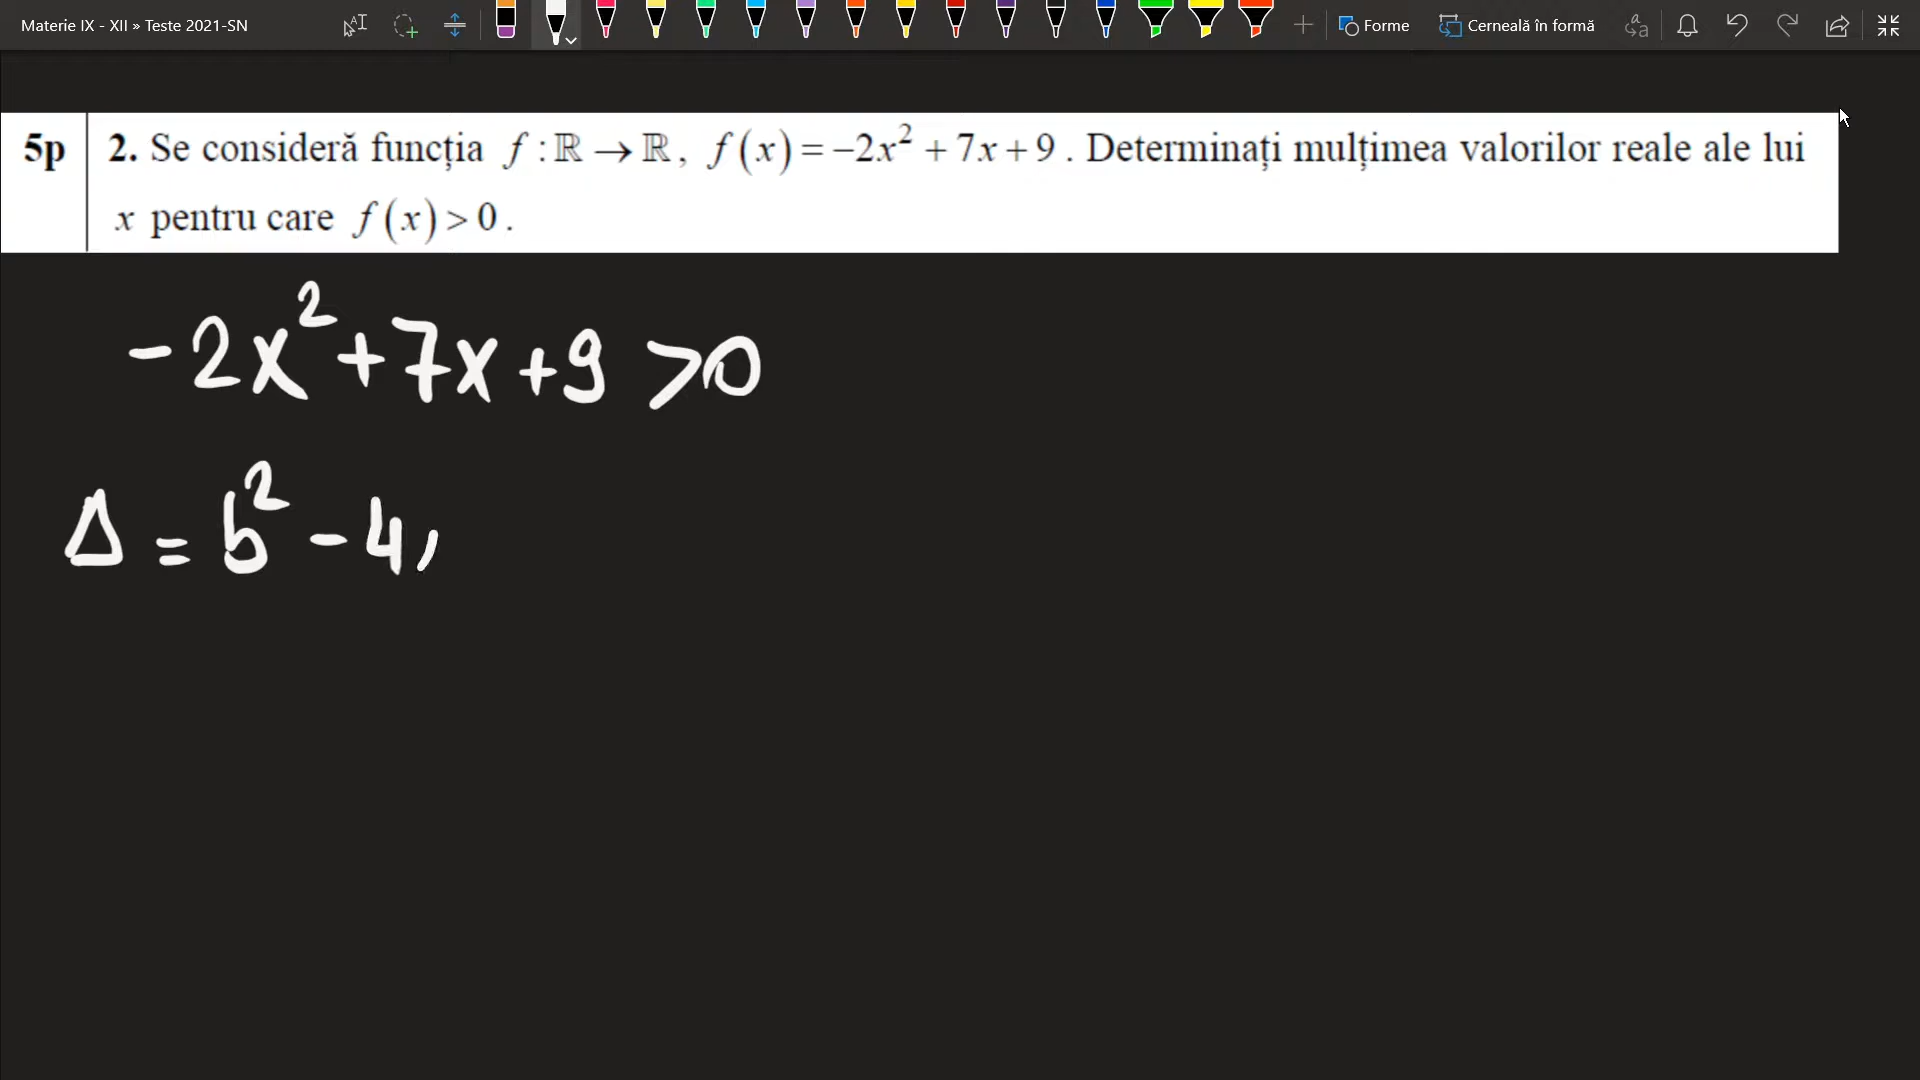 Materie IX - XII » Teste 2021-SN
Forme
Cerneală în formă
5p 2. Se consideră funcția f : ℝ → ℝ, f(x) = −2x² + 7x + 9. Determinați mulțimea valorilor reale ale lui
x pentru care f(x) > 0.
-2x² + 7x + 9 > 0
Δ = b² - 4